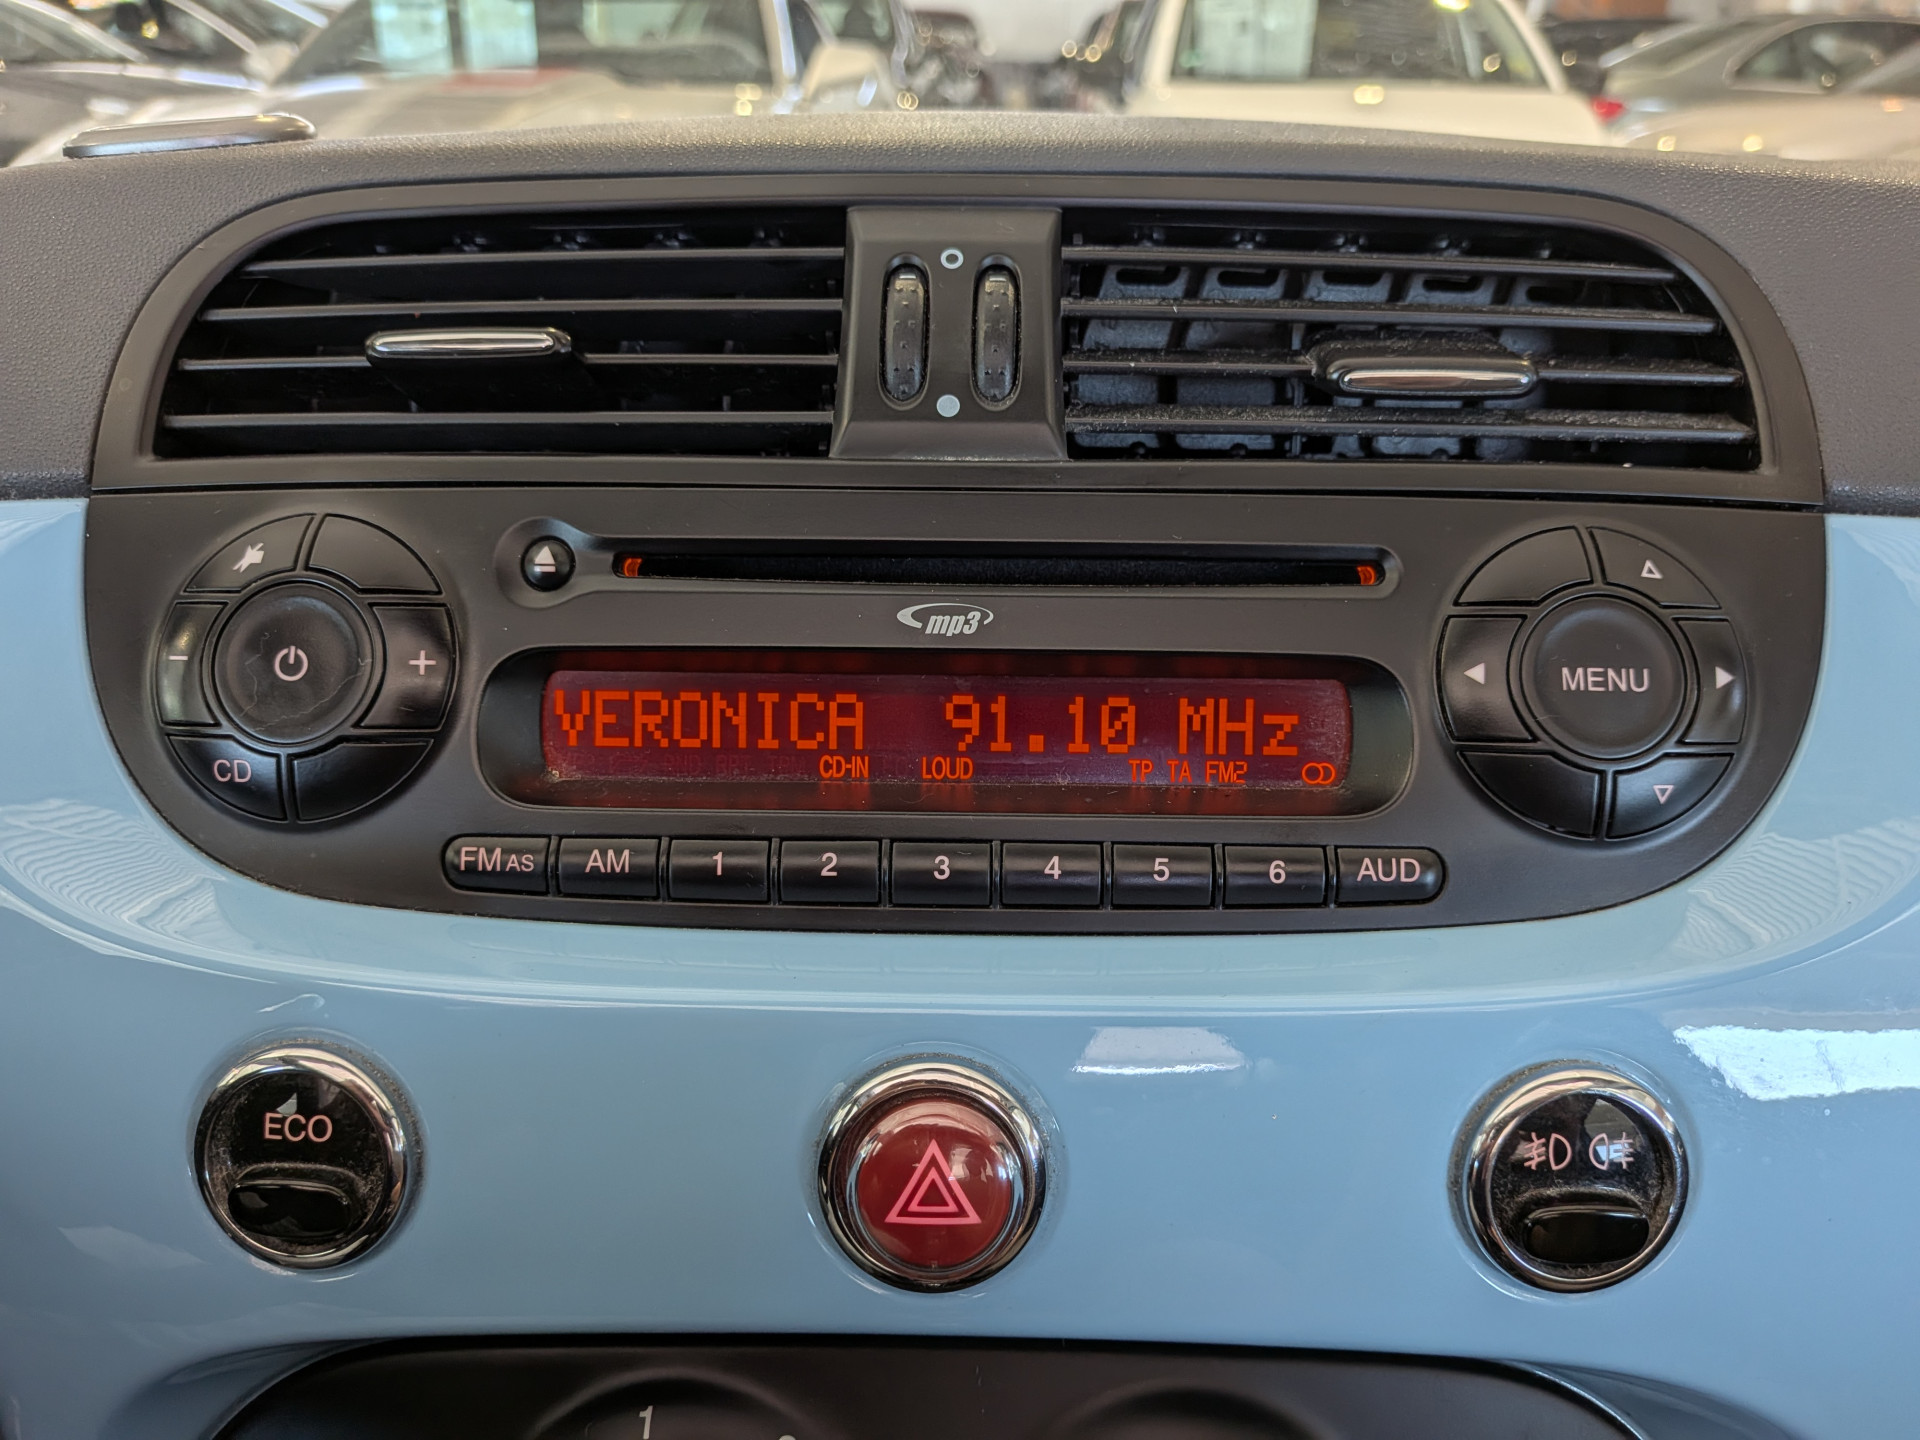 mp3
MENU
VERONICA 91.10 MHz
CD-IN LOUD TP TA FM2
CD
FM AS AM 1 2 3 4 5 6 AUD
ECO
1